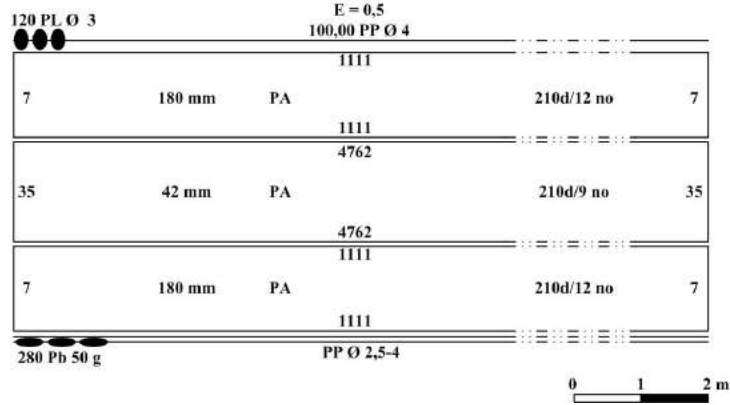 E = 0,5
120 PL Ø 3
100,00 PP Ø 4
1111
7 180 mm PA 210d/12 no 7
1111
4762
35 42 mm PA 210d/9 no 35
4762
1111
7 180 mm PA 210d/12 no 7
1111
280 Pb 50 g PP Ø 2,5-4
0 1 2 m